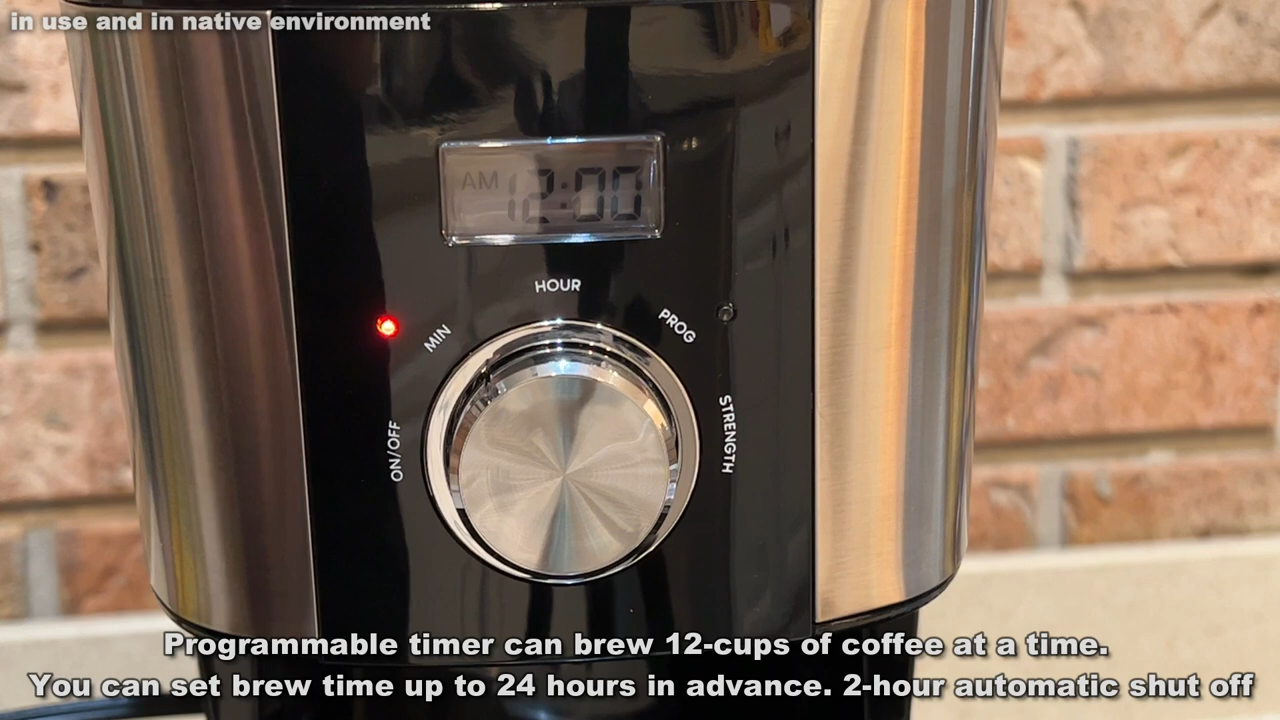 in use and in native environment
AM 12:00
HOUR
MIN
PROG
ON/OFF
STRENGTH
Programmable timer can brew 12-cups of coffee at a time.
You can set brew time up to 24 hours in advance. 2-hour automatic shut off